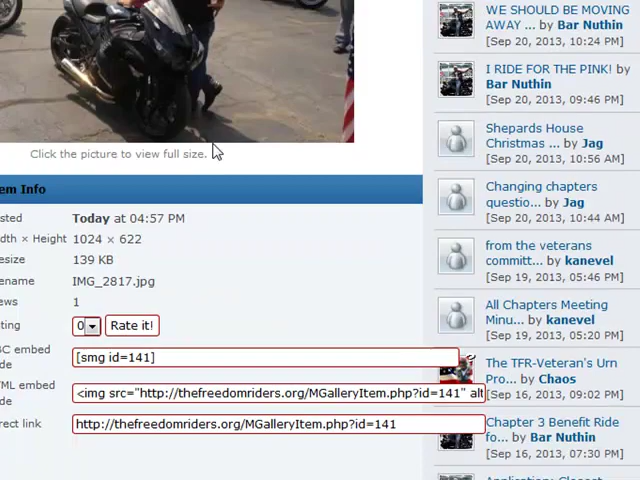 WE SHOULD BE MOVING
AWAY ... by Bar Nuthin
[Sep 20, 2013, 10:24 PM]
I RIDE FOR THE PINK! by
Bar Nuthin
[Sep 20, 2013, 09:46 PM]
Shepards House
Christmas ... by Jag
[Sep 20, 2013, 10:56 AM]
Changing chapters
questio... by Jag
[Sep 20, 2013, 10:44 AM]
from the veterans
committ... by kanevel
[Sep 19, 2013, 05:46 PM]
All Chapters Meeting
Minu... by kanevel
[Sep 19, 2013, 05:20 PM]
The TFR-Veteran's Urn
Pro... by Chaos
[Sep 16, 2013, 09:02 PM]
Chapter 3 Benefit Ride
fo... by Bar Nuthin
[Sep 16, 2013, 07:30 PM]
Click the picture to view full size.
em Info
sted Today at 04:57 PM
dth × Height 1024 × 622
esize 139 KB
ename IMG_2817.jpg
ews 1
ting 0 Rate it!
C embed
de [smg id=141]
ML embed
de <img src="http://thefreedomriders.org/MGalleryItem.php?id=141" alt
rect link http://thefreedomriders.org/MGalleryItem.php?id=141